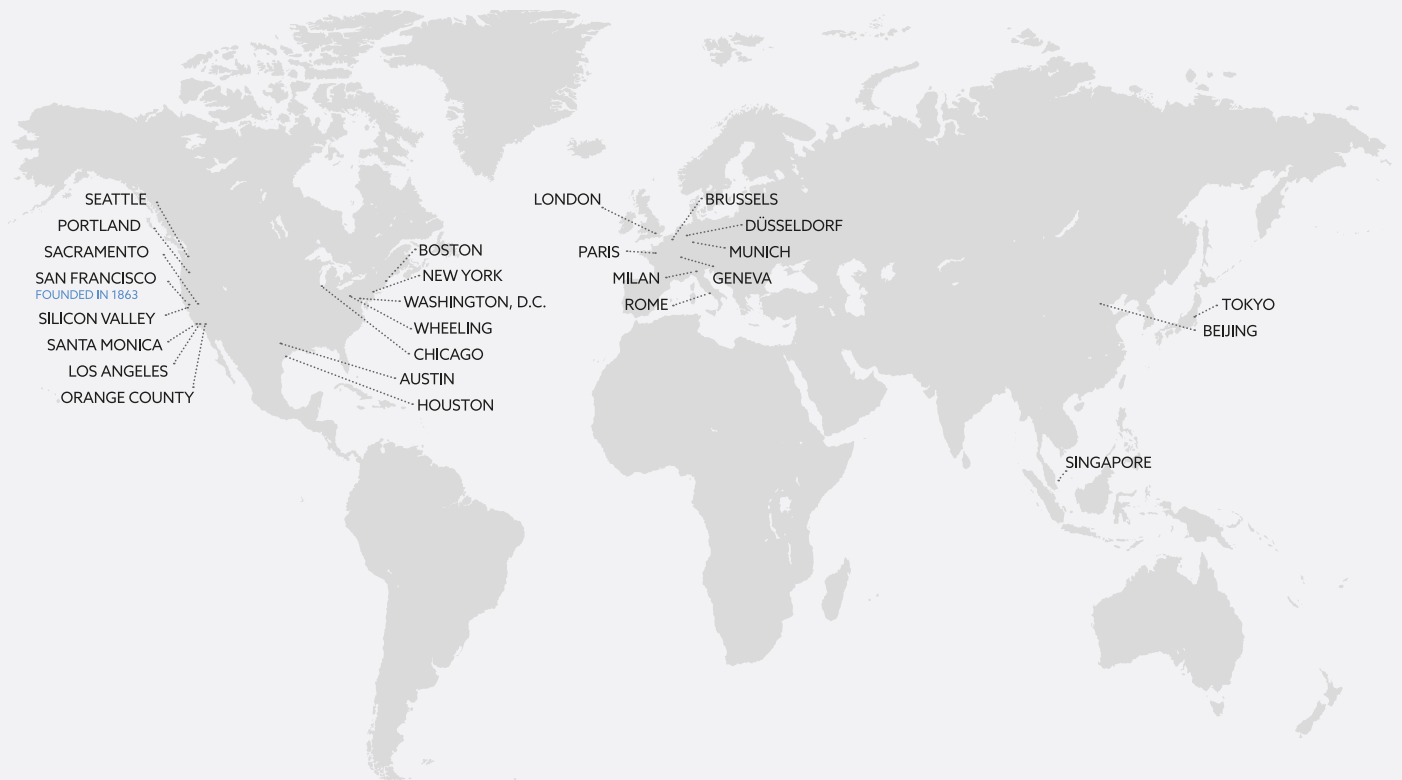 SEATTLE
PORTLAND
SACRAMENTO
SAN FRANCISCO
FOUNDED IN 1863
SILICON VALLEY
SANTA MONICA
LOS ANGELES
ORANGE COUNTY
BOSTON
NEW YORK
WASHINGTON, D.C.
WHEELING
CHICAGO
AUSTIN
HOUSTON
LONDON
PARIS
MILAN
ROME
BRUSSELS
DÜSSELDORF
MUNICH
GENEVA
TOKYO
BEIJING
SINGAPORE